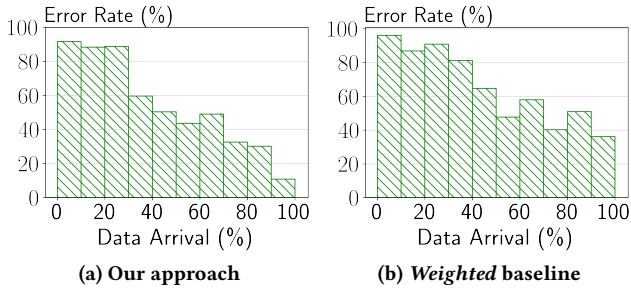 Error Rate (%)
100
80
60
40
20
0
0 20 40 60 80 100
Data Arrival (%)
(a) Our approach
Error Rate (%)
100
80
60
40
20
0
0 20 40 60 80 100
Data Arrival (%)
(b) Weighted baseline